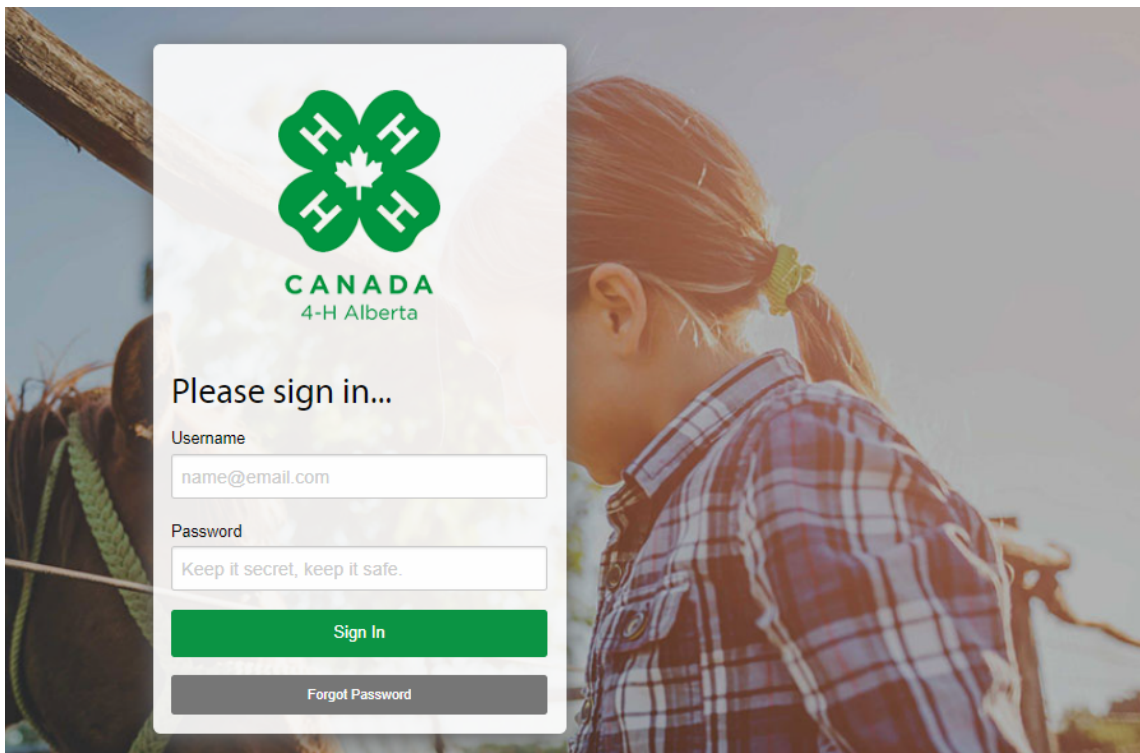 H H
H H
CANADA
4-H Alberta
Please sign in...
Username
name@email.com
Password
Keep it secret, keep it safe.
Sign In
Forgot Password